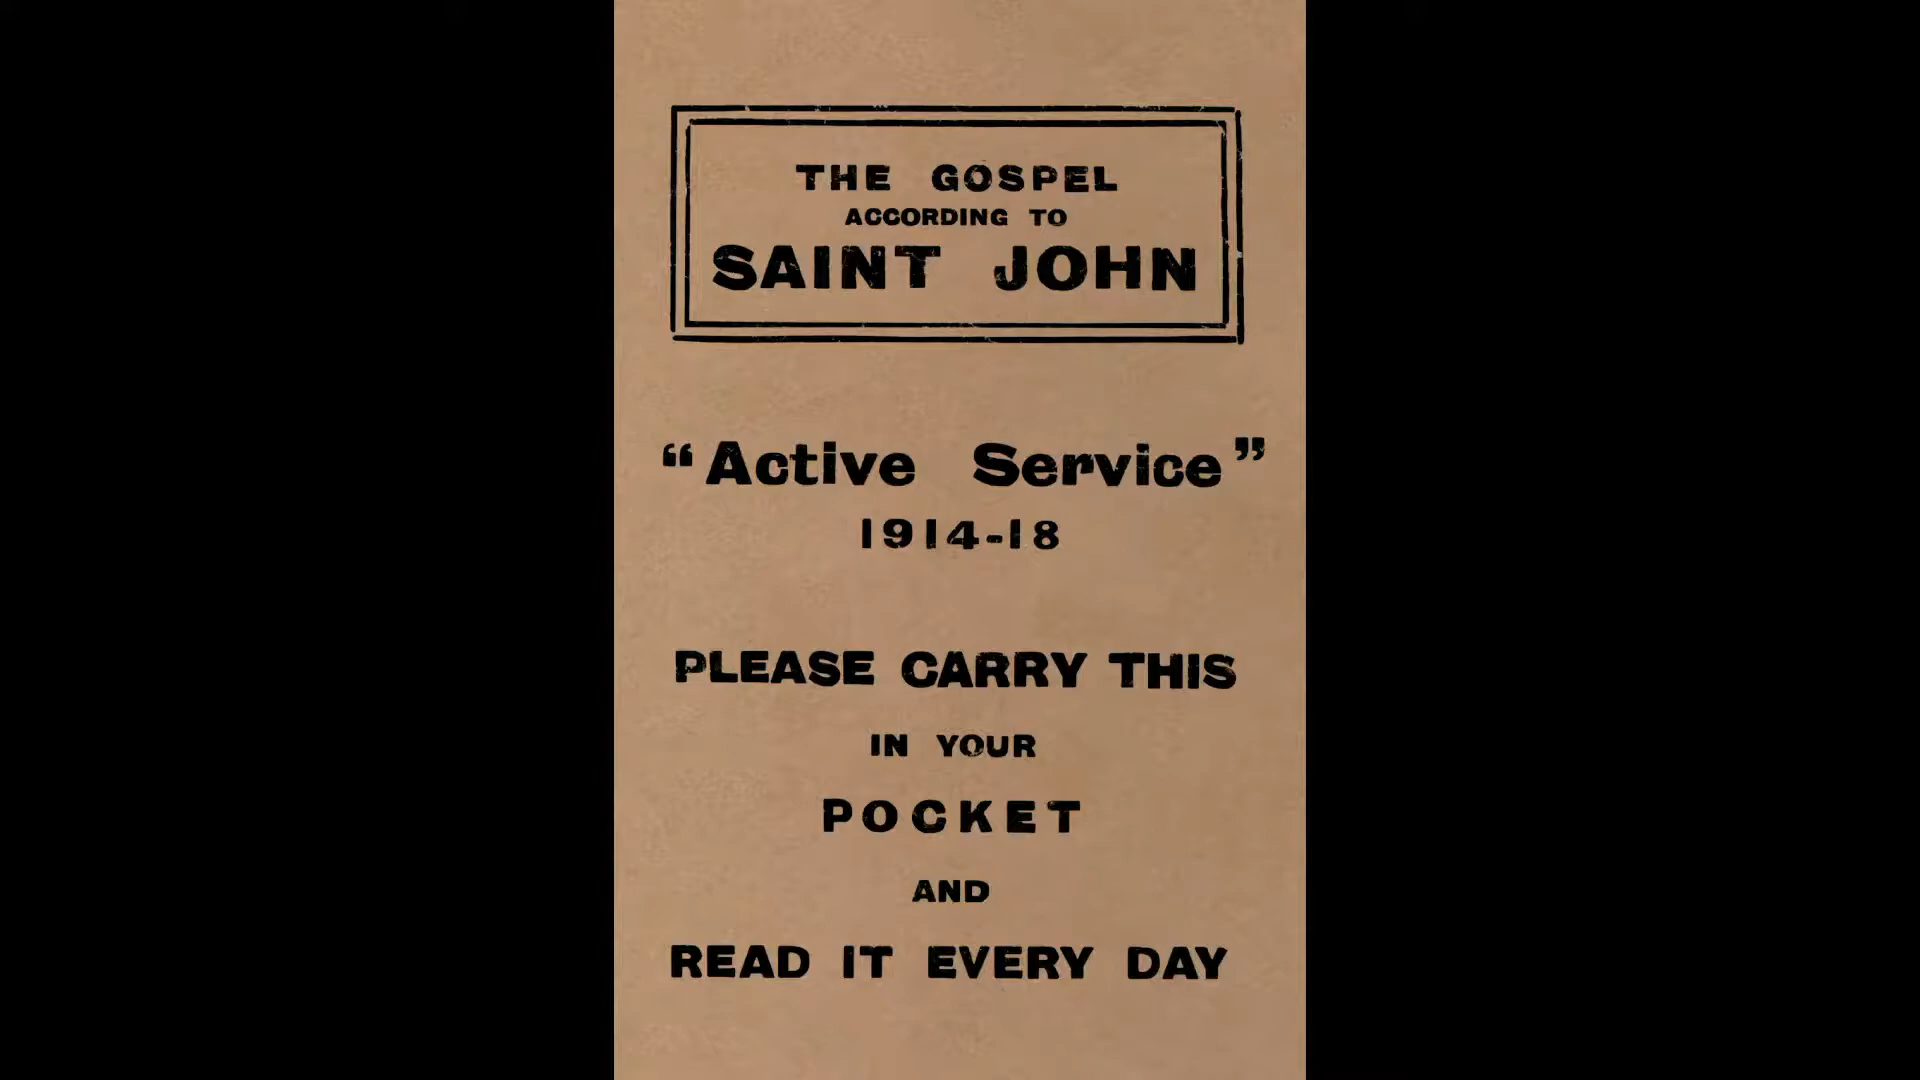 THE GOSPEL
ACCORDING TO
SAINT JOHN
“Active Service”
1914-18
PLEASE CARRY THIS
IN YOUR
POCKET
AND
READ IT EVERY DAY